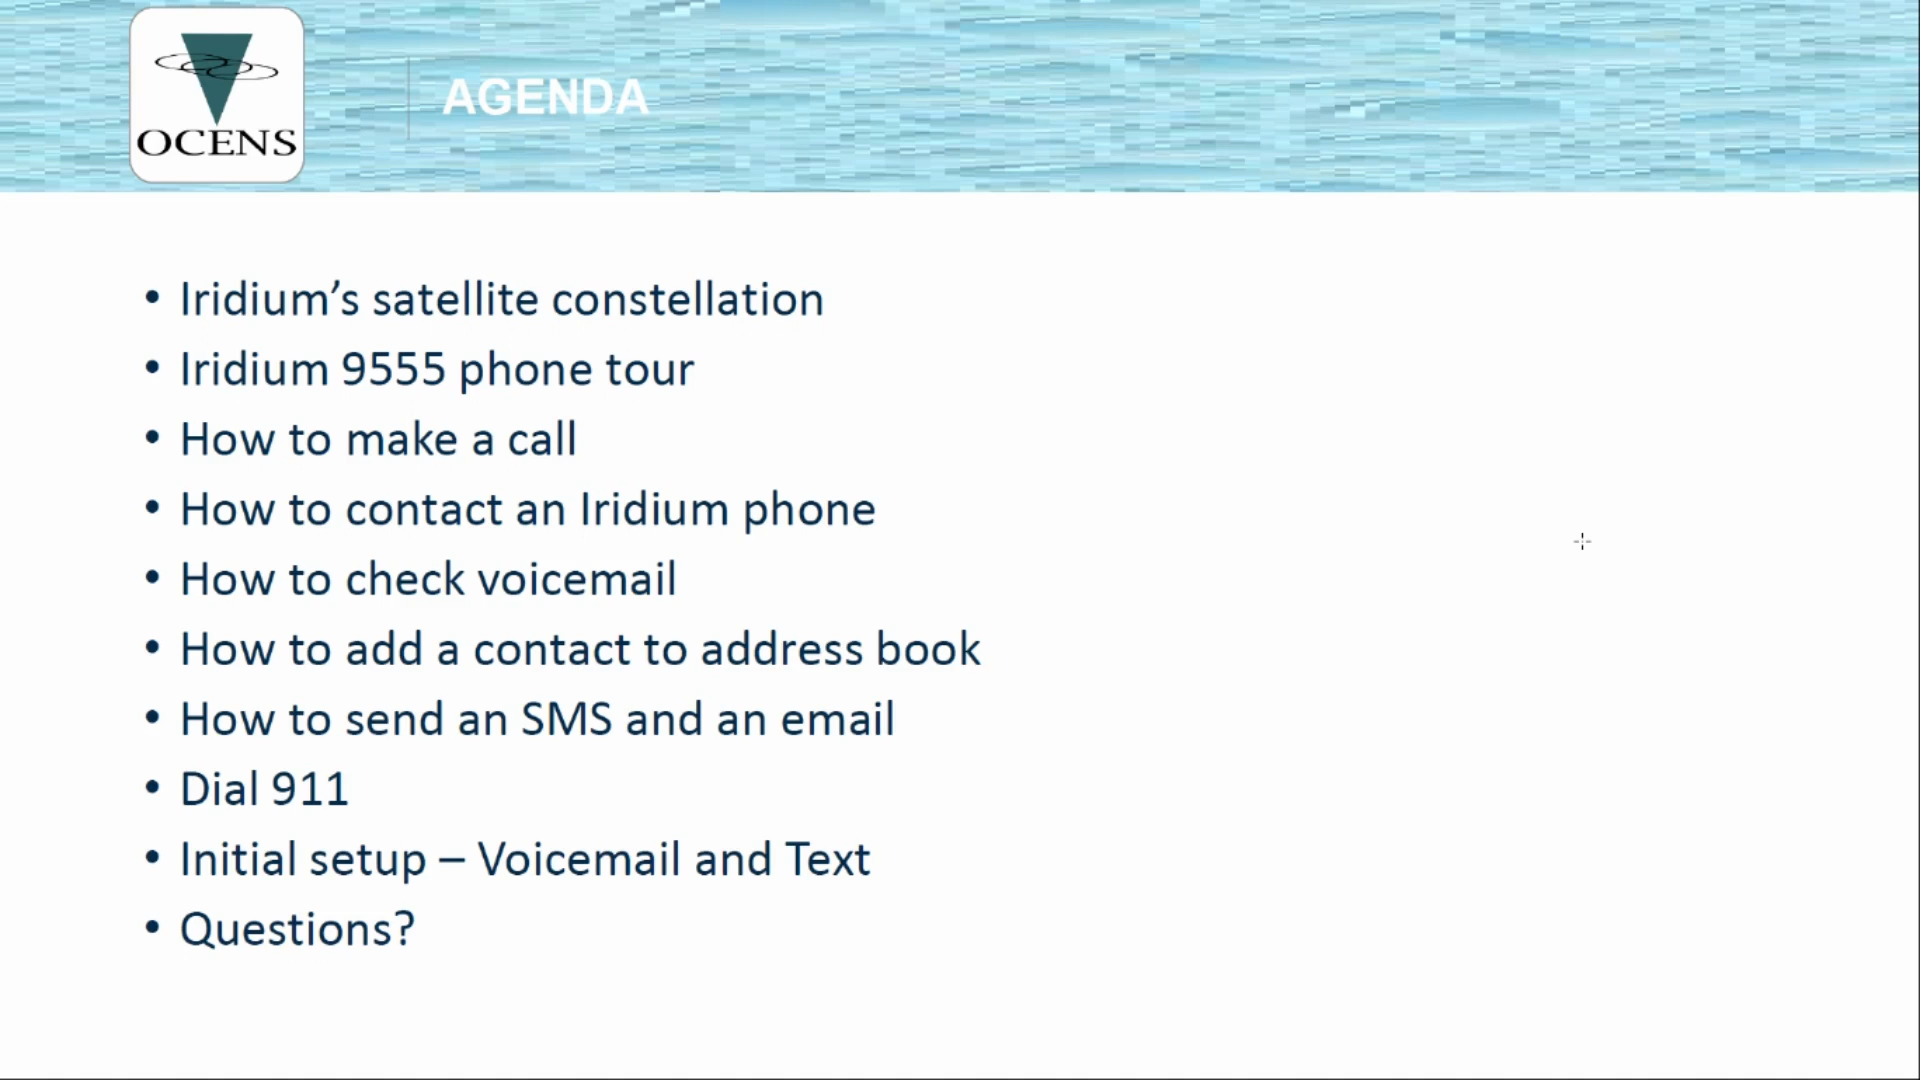 OCENS
AGENDA
• Iridium’s satellite constellation
• Iridium 9555 phone tour
• How to make a call
• How to contact an Iridium phone
• How to check voicemail
• How to add a contact to address book
• How to send an SMS and an email
• Dial 911
• Initial setup – Voicemail and Text
• Questions?